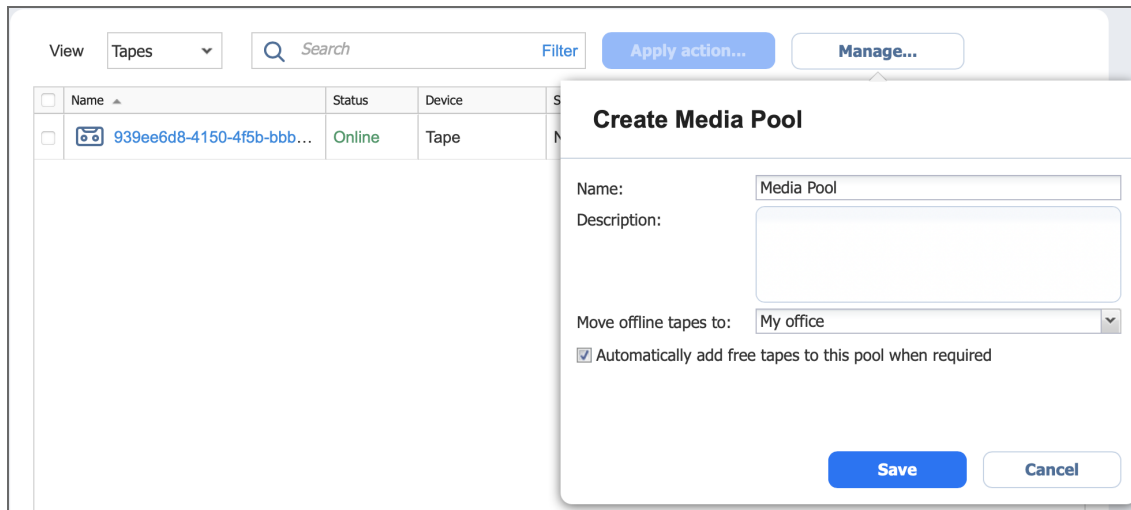 View Tapes Search Filter Apply action... Manage...
Name Status Device S
939ee6d8-4150-4f5b-bbb... Online Tape N
Create Media Pool
Name: Media Pool
Description:
Move offline tapes to: My office
Automatically add free tapes to this pool when required
Save Cancel